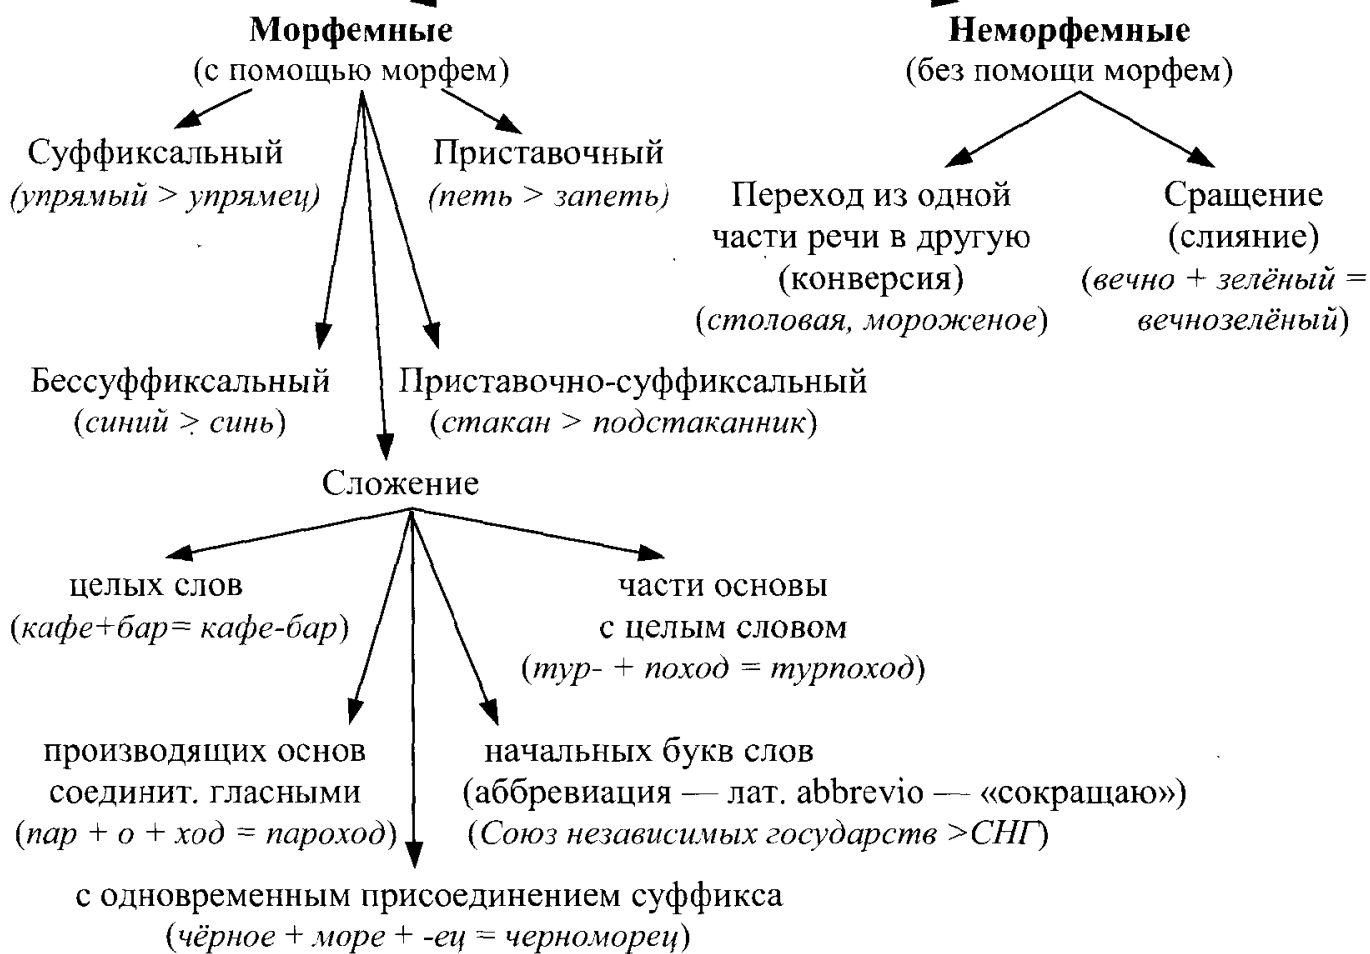 Морфемные
(с помощью морфем)
Неморфемные
(без помощи морфем)
Суффиксальный
(упрямый > упрямец)
Приставочный
(петь > запеть)
Переход из одной
части речи в другую
(конверсия)
(столовая, мороженое)
Сращение
(слияние)
(вечно + зелёный =
вечнозелёный)
Бессуффиксальный
(синий > синь)
Приставочно-суффиксальный
(стакан > подстаканник)
Сложение
целых слов
(кафе+бар= кафе-бар)
части основы
с целым словом
(тур- + поход = турпоход)
производящих основ
соединит. гласными
(пар + о + ход = пароход)
начальных букв слов
(аббревиация — лат. abbrevio — «сокращаю»)
(Союз независимых государств >СНГ)
с одновременным присоединением суффикса
(чёрное + море + -ец = черноморец)